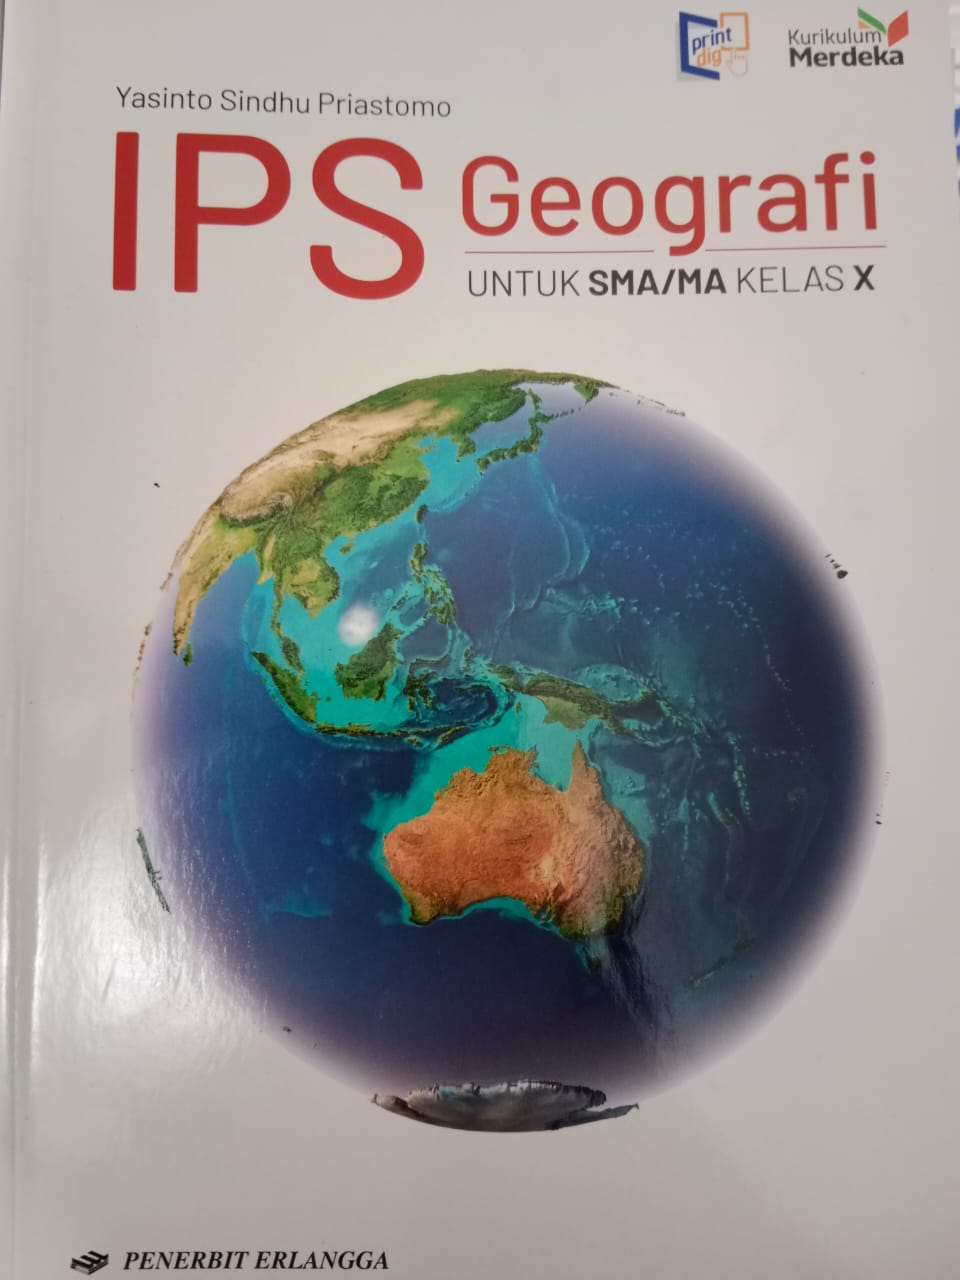 print
dig
Kurikulum
Merdeka
Yasinto Sindhu Priastomo
IPS Geografi
UNTUK SMA/MA KELAS X
PENERBIT ERLANGGA